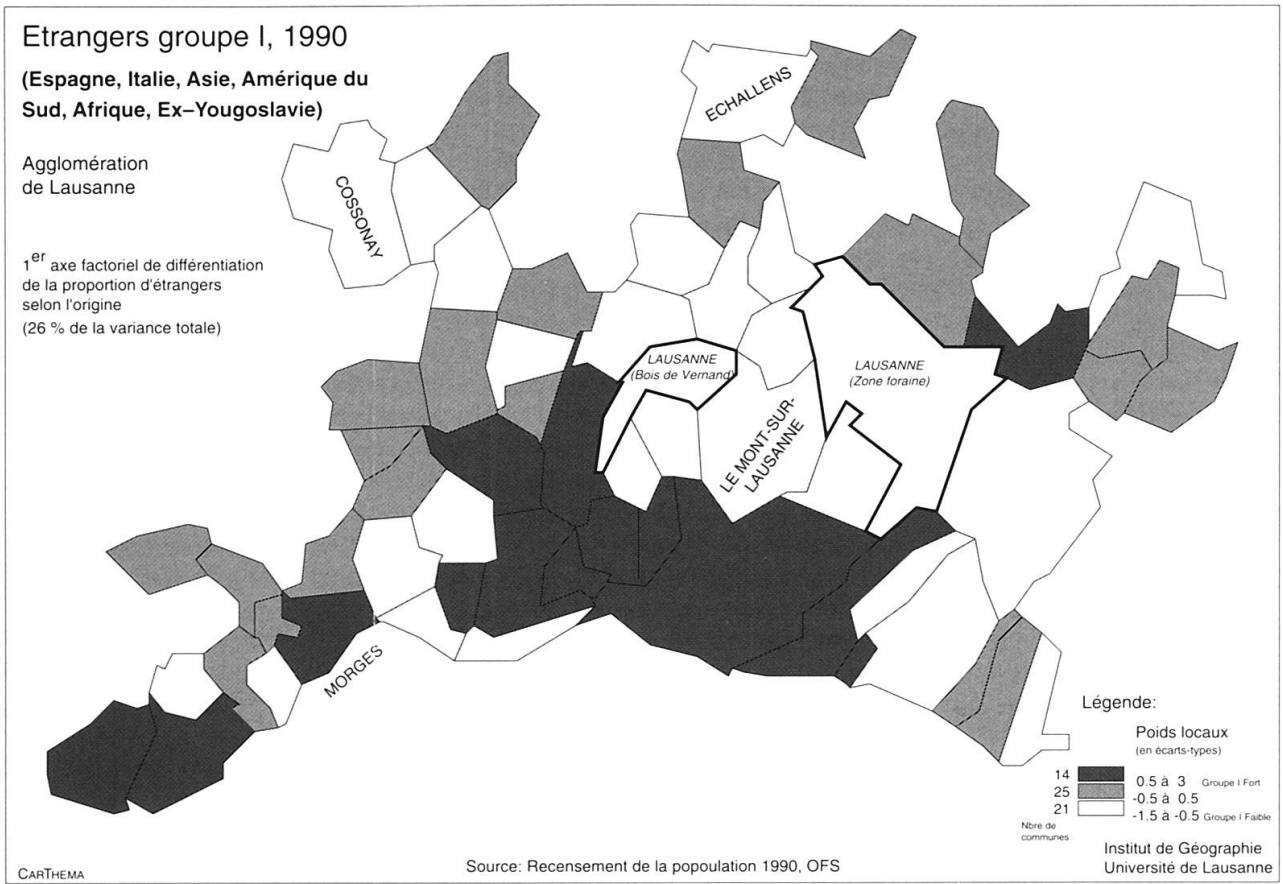 Etrangers groupe I, 1990
(Espagne, Italie, Asie, Amérique du
Sud, Afrique, Ex–Yougoslavie)
Agglomération
de Lausanne
1er axe factoriel de différentiation
de la proportion d'étrangers
selon l'origine
(26 % de la variance totale)
ECHALLENS
COSSONAY
LAUSANNE
(Bois de Vernand)
LAUSANNE
(Zone foraine)
LE MONT-SUR-
LAUSANNE
MORGES
Légende:
Poids locaux
(en écarts-types)
14 0.5 à 3 Groupe I Fort
25 -0.5 à 0.5
21 -1.5 à -0.5 Groupe I Faible
Nbre de
communes
Institut de Géographie
Université de Lausanne
Source: Recensement de la popoulation 1990, OFS
CARTHEMA